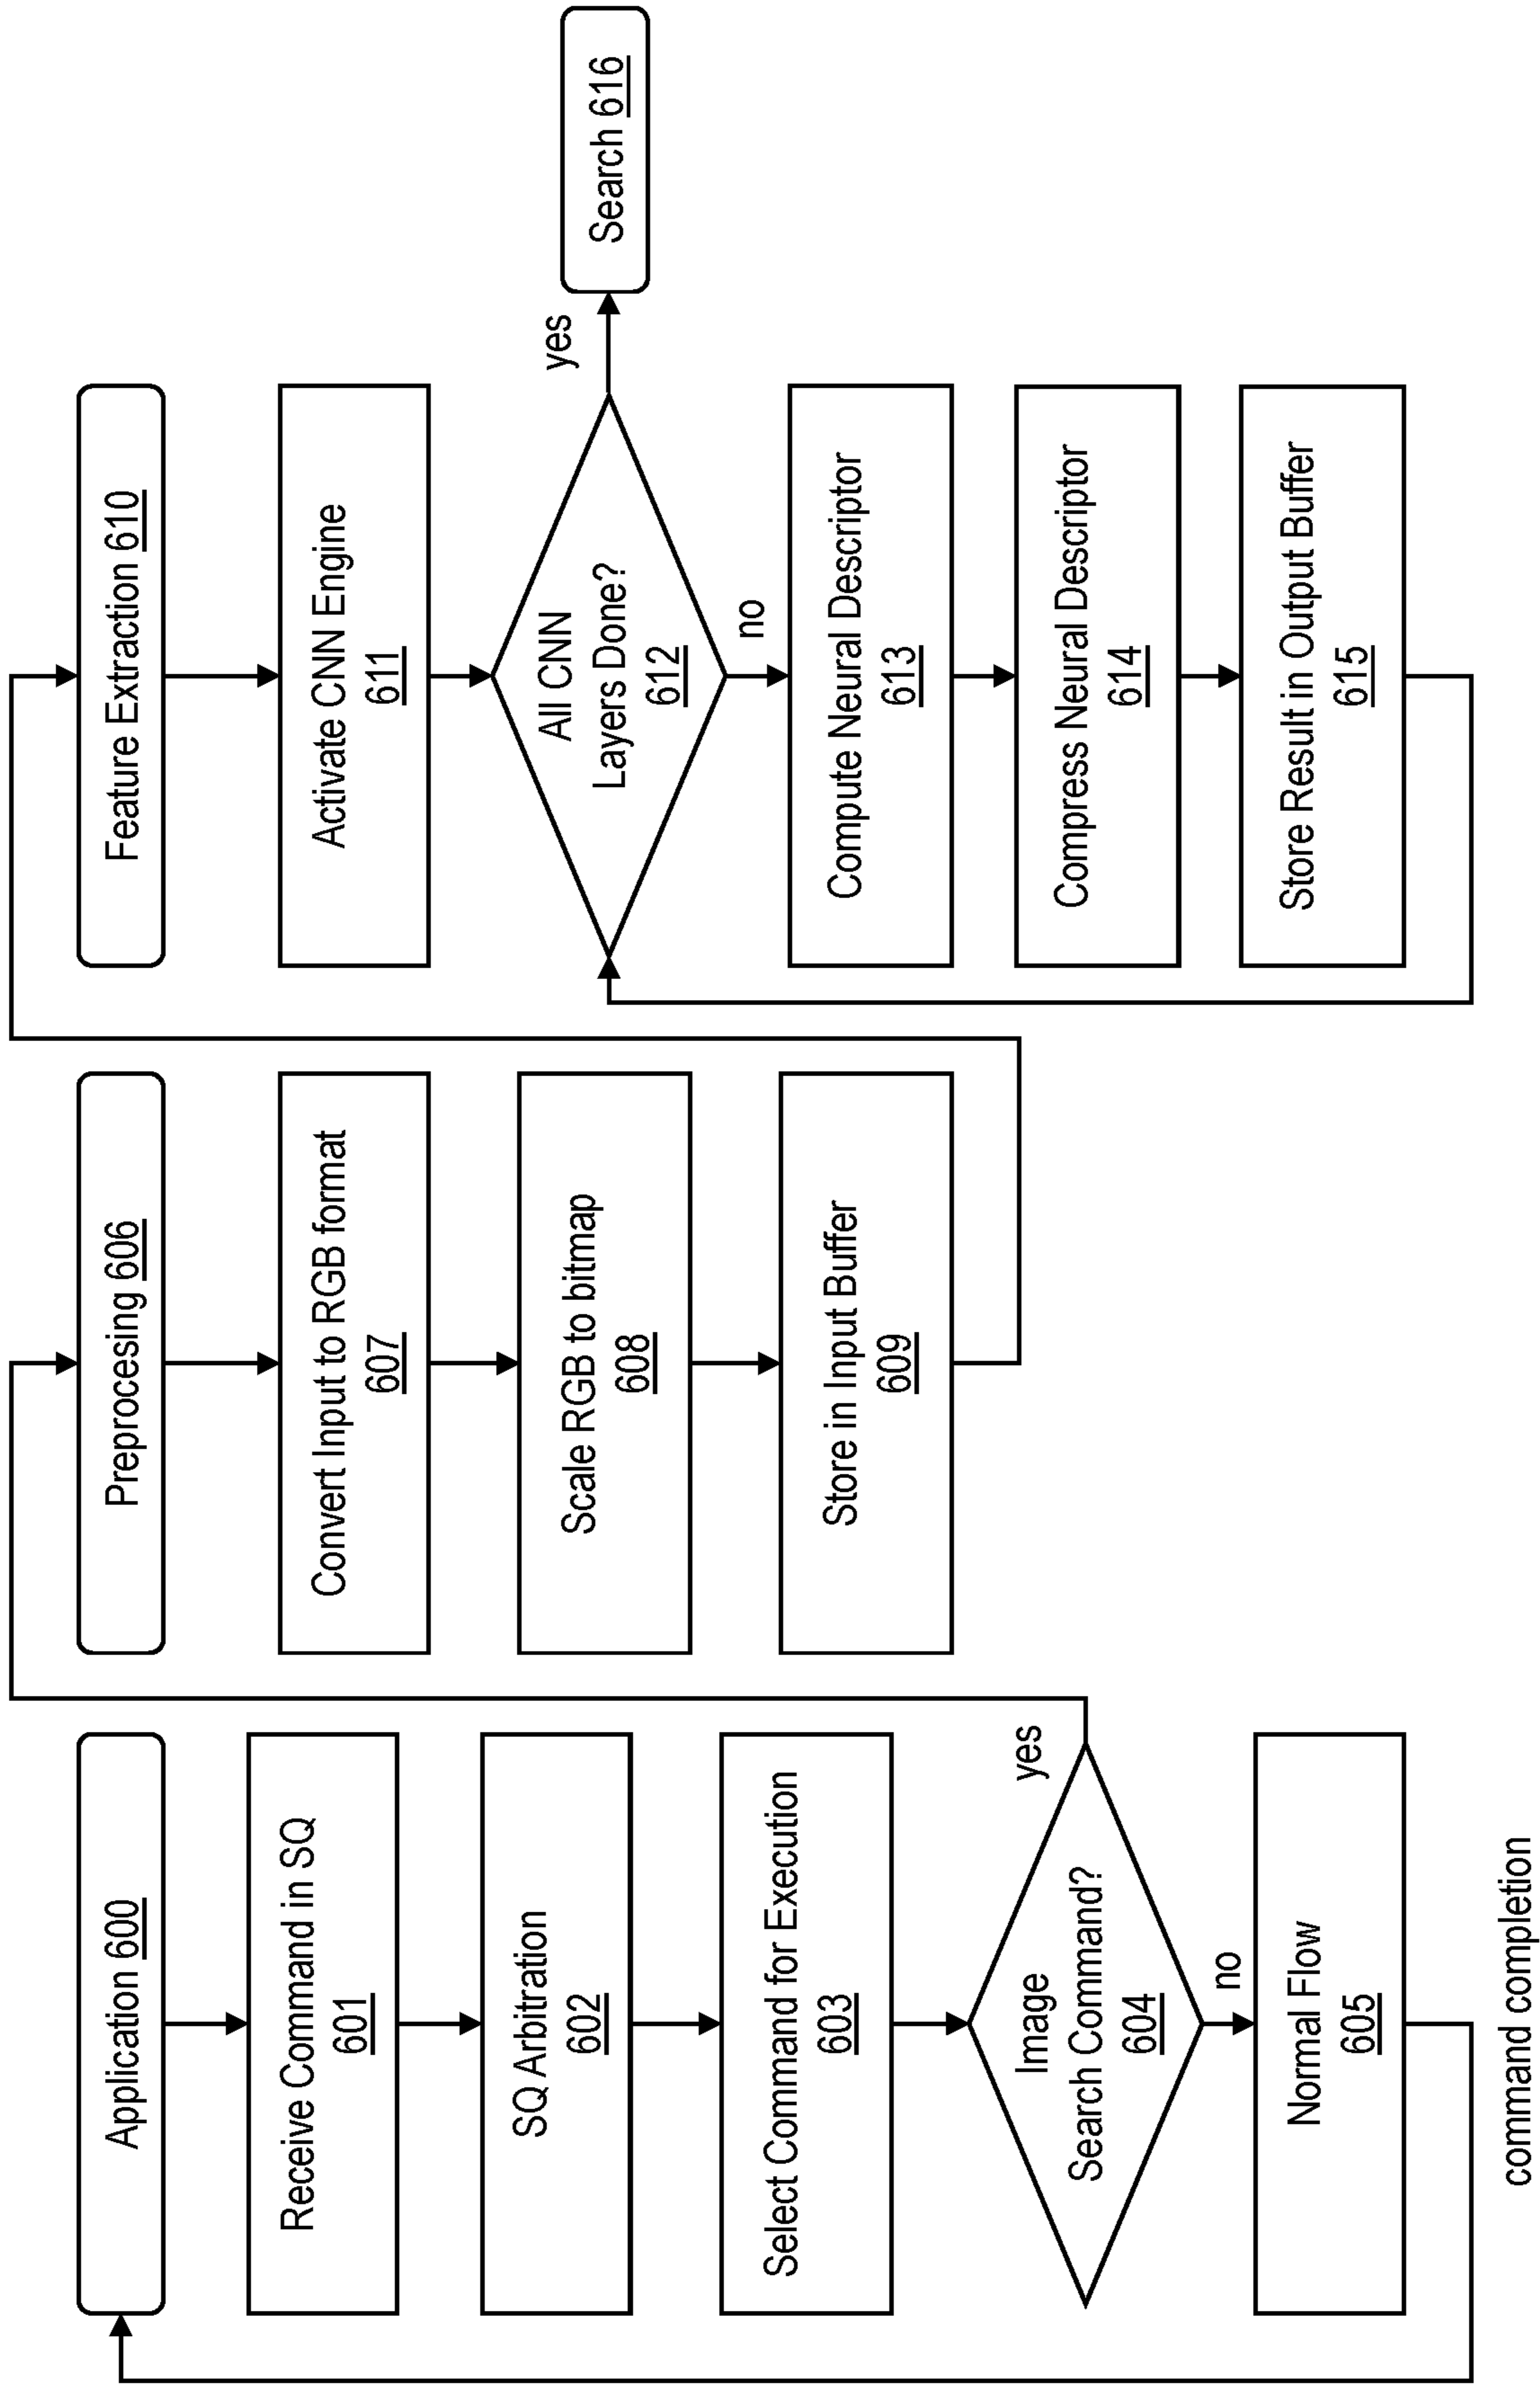 Application 600
Receive Command in SQ
601
SQ Arbitration
602
Select Command for Execution
603
Image
Search Command?
604
yes
no
Normal Flow
605
command completion
Preprocesing 606
Convert Input to RGB format
607
Scale RGB to bitmap
608
Store in Input Buffer
609
Feature Extraction 610
Activate CNN Engine
611
All CNN
Layers Done?
612
yes
no
Search 616
Compute Neural Descriptor
613
Compress Neural Descriptor
614
Store Result in Output Buffer
615